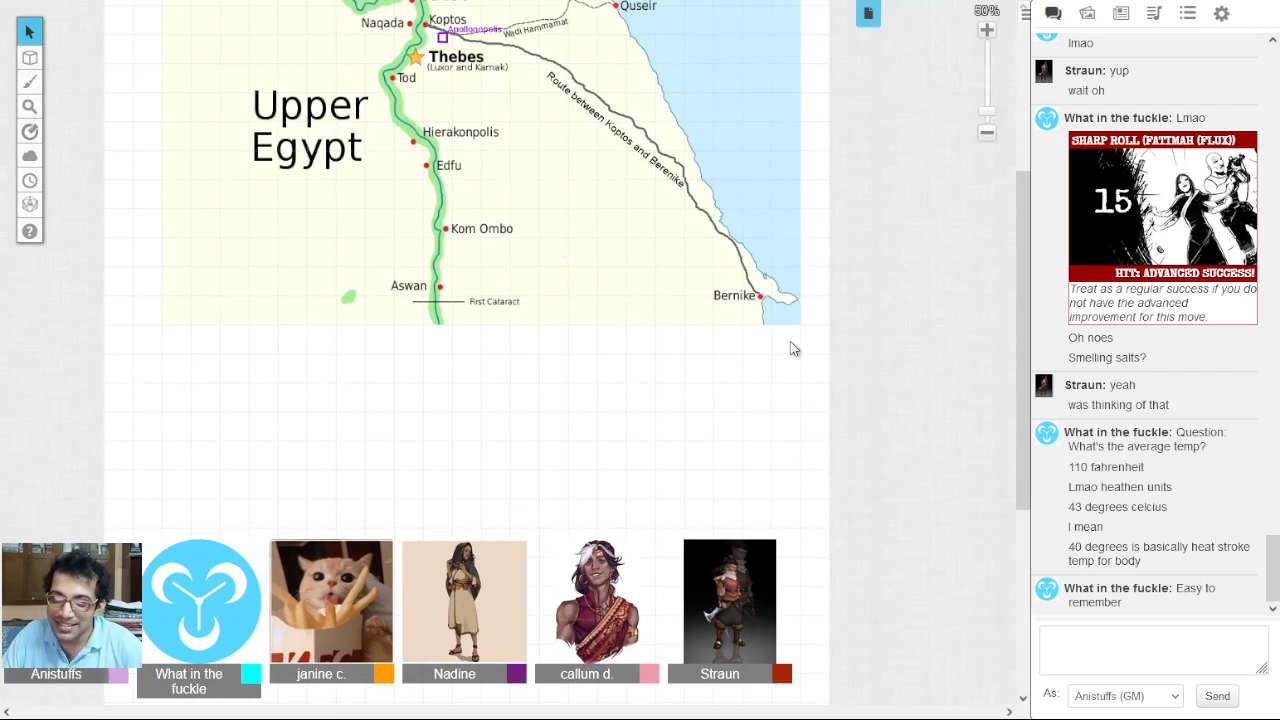 Naqada
Koptos
Quseir
Apollonopolis
Wadi Hammamat
Thebes
(Luxor and Karnak)
Tod
Upper
Egypt
Route between Koptos and Berenike
Hierakonpolis
Edfu
Kom Ombo
Aswan
First Cataract
Bernike
50%
lmao
Straun: yup
wait oh
What in the fuckle: Lmao
SHARP ROLL (FATTMAH (FLUX))
15
HIT: ADVANCED SUCCESS!
Treat as a regular success if you do
not have the advanced
improvement for this move.
Oh noes
Smelling salts?
Straun: yeah
was thinking of that
What in the fuckle: Question:
What's the average temp?
110 fahrenheit
Lmao heathen units
43 degrees celcius
I mean
40 degrees is basically heat stroke
temp for body
What in the fuckle: Easy to
remember
As:
Anistuffs (GM)
Send
Anistuffs
What in the
fuckle
janine c.
Nadine
callum d.
Straun